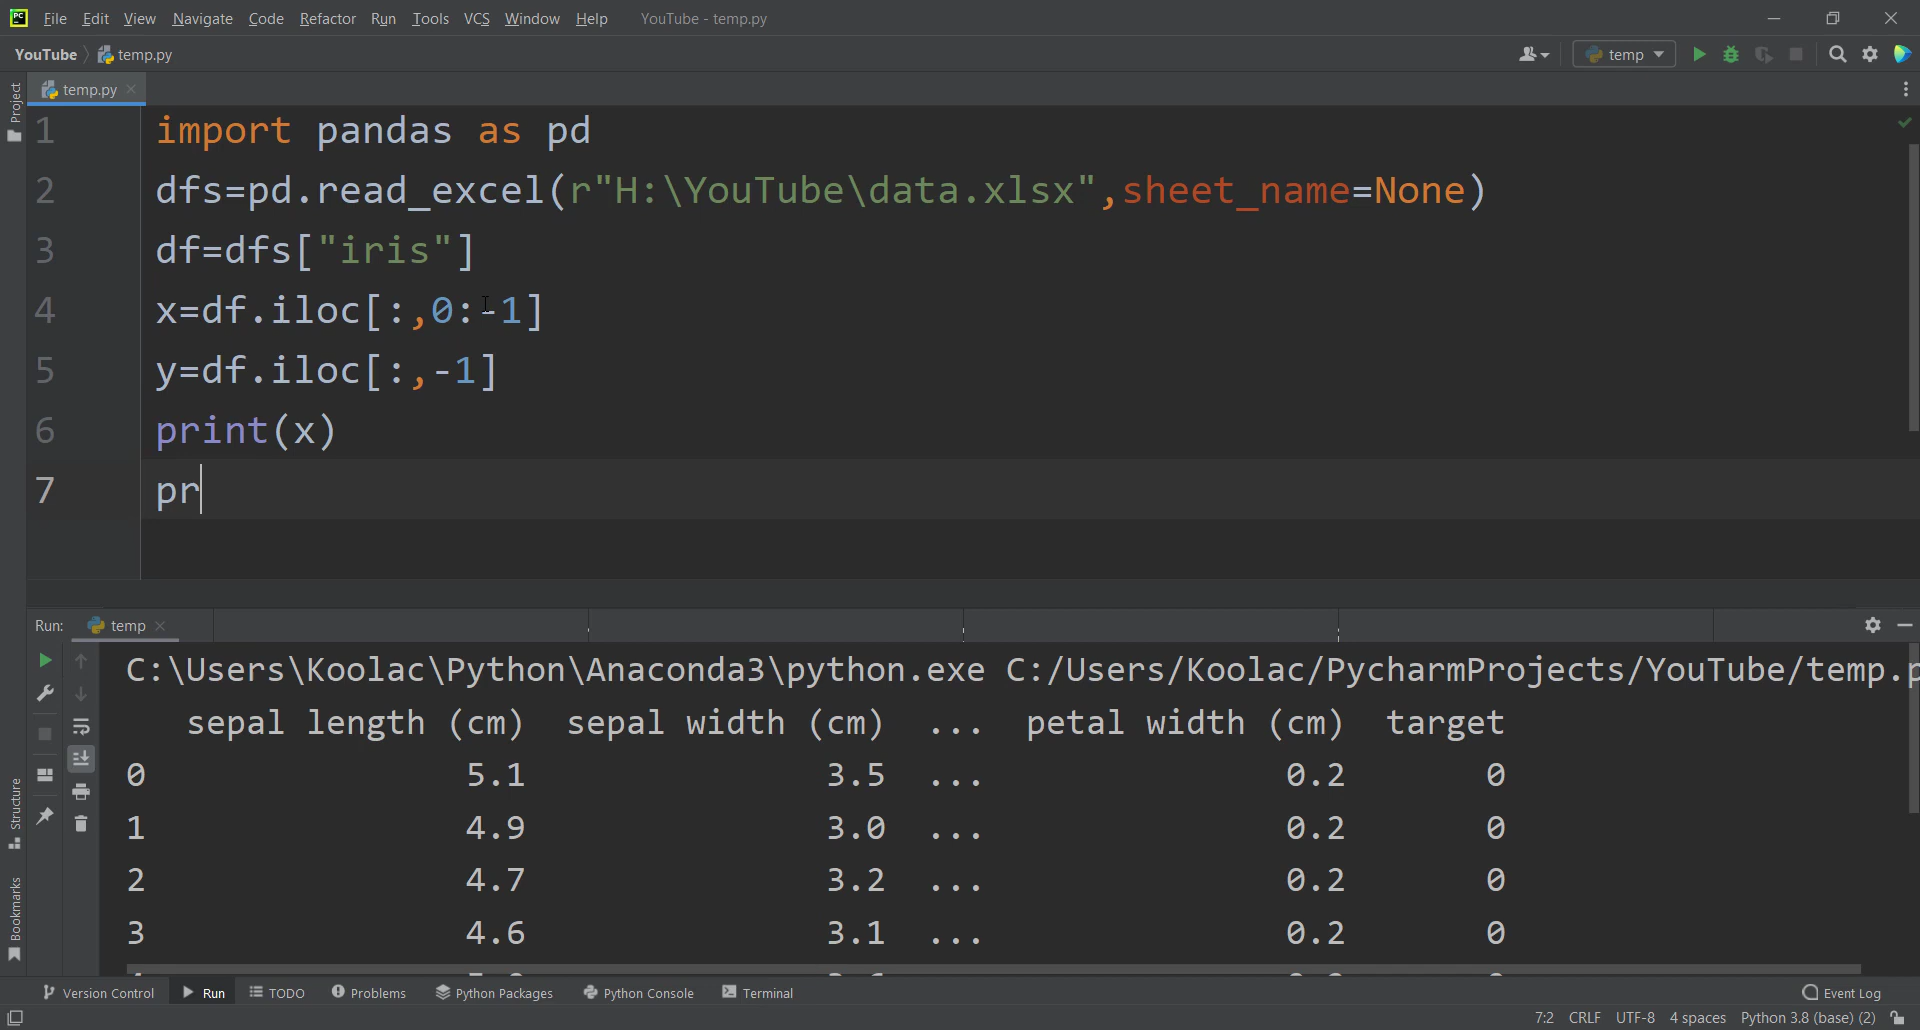 PC File Edit View Navigate Code Refactor Run Tools VCS Window Help YouTube - temp.py
YouTube temp.py temp
Project
temp.py
1 import pandas as pd
2 dfs=pd.read_excel(r"H:\YouTube\data.xlsx",sheet_name=None)
3 df=dfs["iris"]
4 x=df.iloc[:,0:-1]
5 y=df.iloc[:,-1]
6 print(x)
7 pr
Run: temp
C:\Users\Koolac\Python\Anaconda3\python.exe C:/Users/Koolac/PycharmProjects/YouTube/temp.p
sepal length (cm) sepal width (cm) ... petal width (cm) target
0 5.1 3.5 ... 0.2 0
1 4.9 3.0 ... 0.2 0
2 4.7 3.2 ... 0.2 0
3 4.6 3.1 ... 0.2 0
Structure
Bookmarks
Version Control Run TODO Problems Python Packages Python Console Terminal Event Log
7:2 CRLF UTF-8 4 spaces Python 3.8 (base) (2)